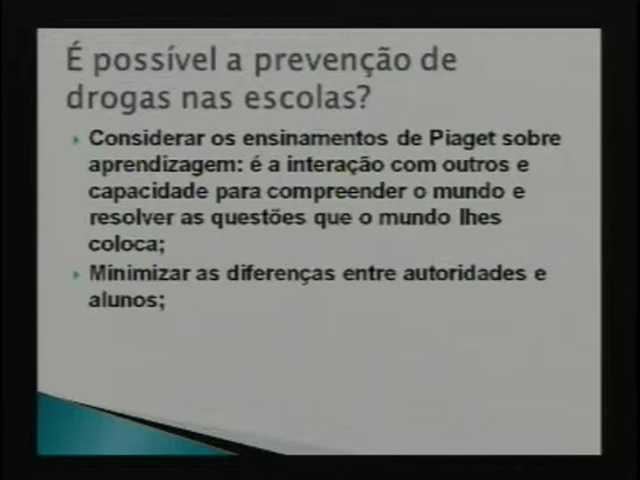 É possível a prevenção de
drogas nas escolas?
Considerar os ensinamentos de Piaget sobre
aprendizagem: é a interação com outros e
capacidade para compreender o mundo e
resolver as questões que o mundo lhes
coloca;
Minimizar as diferenças entre autoridades e
alunos;